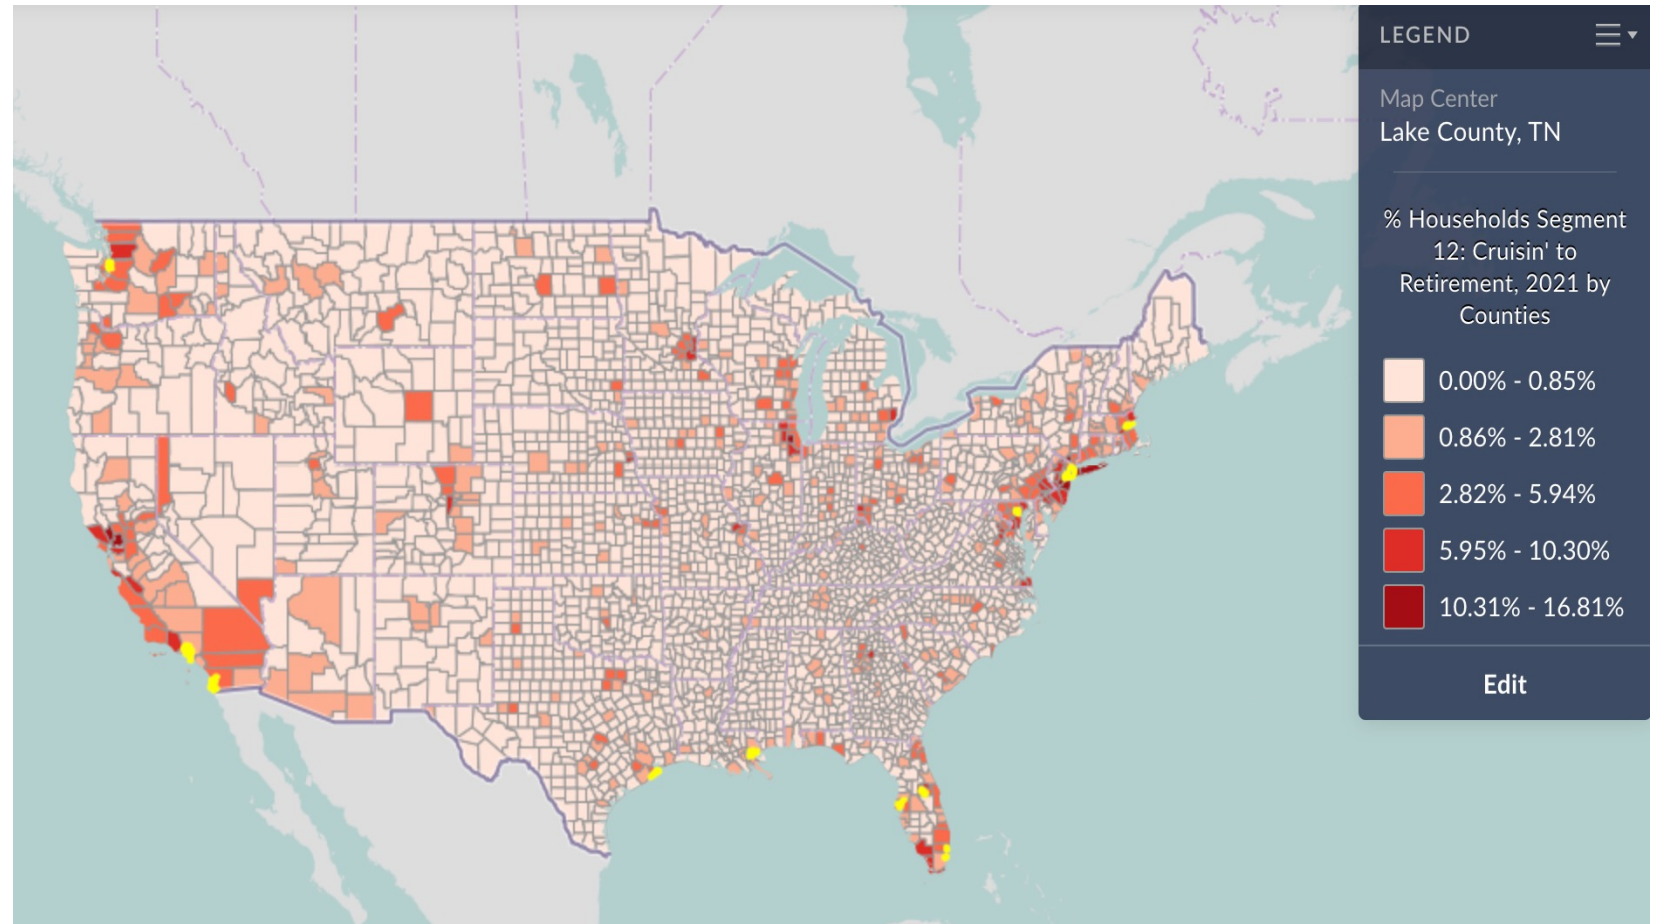 LEGEND
Map Center
Lake County, TN
% Households Segment
12: Cruisin' to
Retirement, 2021 by
Counties
0.00% - 0.85%
0.86% - 2.81%
2.82% - 5.94%
5.95% - 10.30%
10.31% - 16.81%
Edit